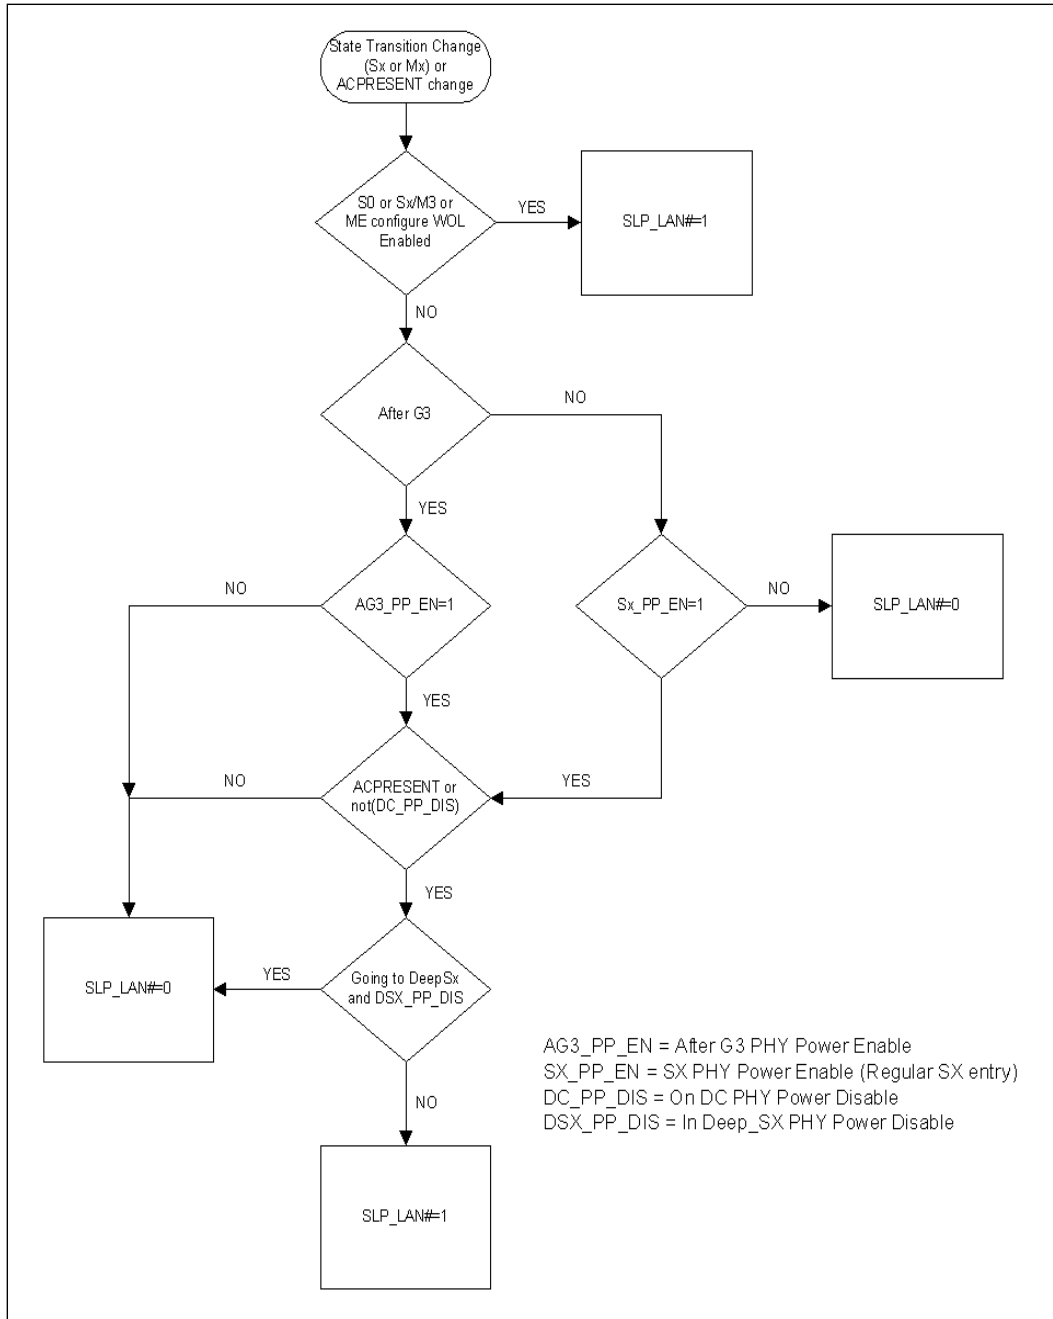 State Transition Change
(Sx or Mx) or
ACPRESENT change
S0 or Sx/M3 or
ME configure WOL
Enabled
YES
SLP_LAN#=1
NO
After G3
NO
YES
NO
AG3_PP_EN=1
Sx_PP_EN=1
NO
SLP_LAN#=0
YES
NO
ACPRESENT or
not(DC_PP_DIS)
YES
YES
SLP_LAN#=0
YES
Going to DeepSx
and DSX_PP_DIS
AG3_PP_EN = After G3 PHY Power Enable
SX_PP_EN = SX PHY Power Enable (Regular SX entry)
DC_PP_DIS = On DC PHY Power Disable
DSX_PP_DIS = In Deep_SX PHY Power Disable
NO
SLP_LAN#=1